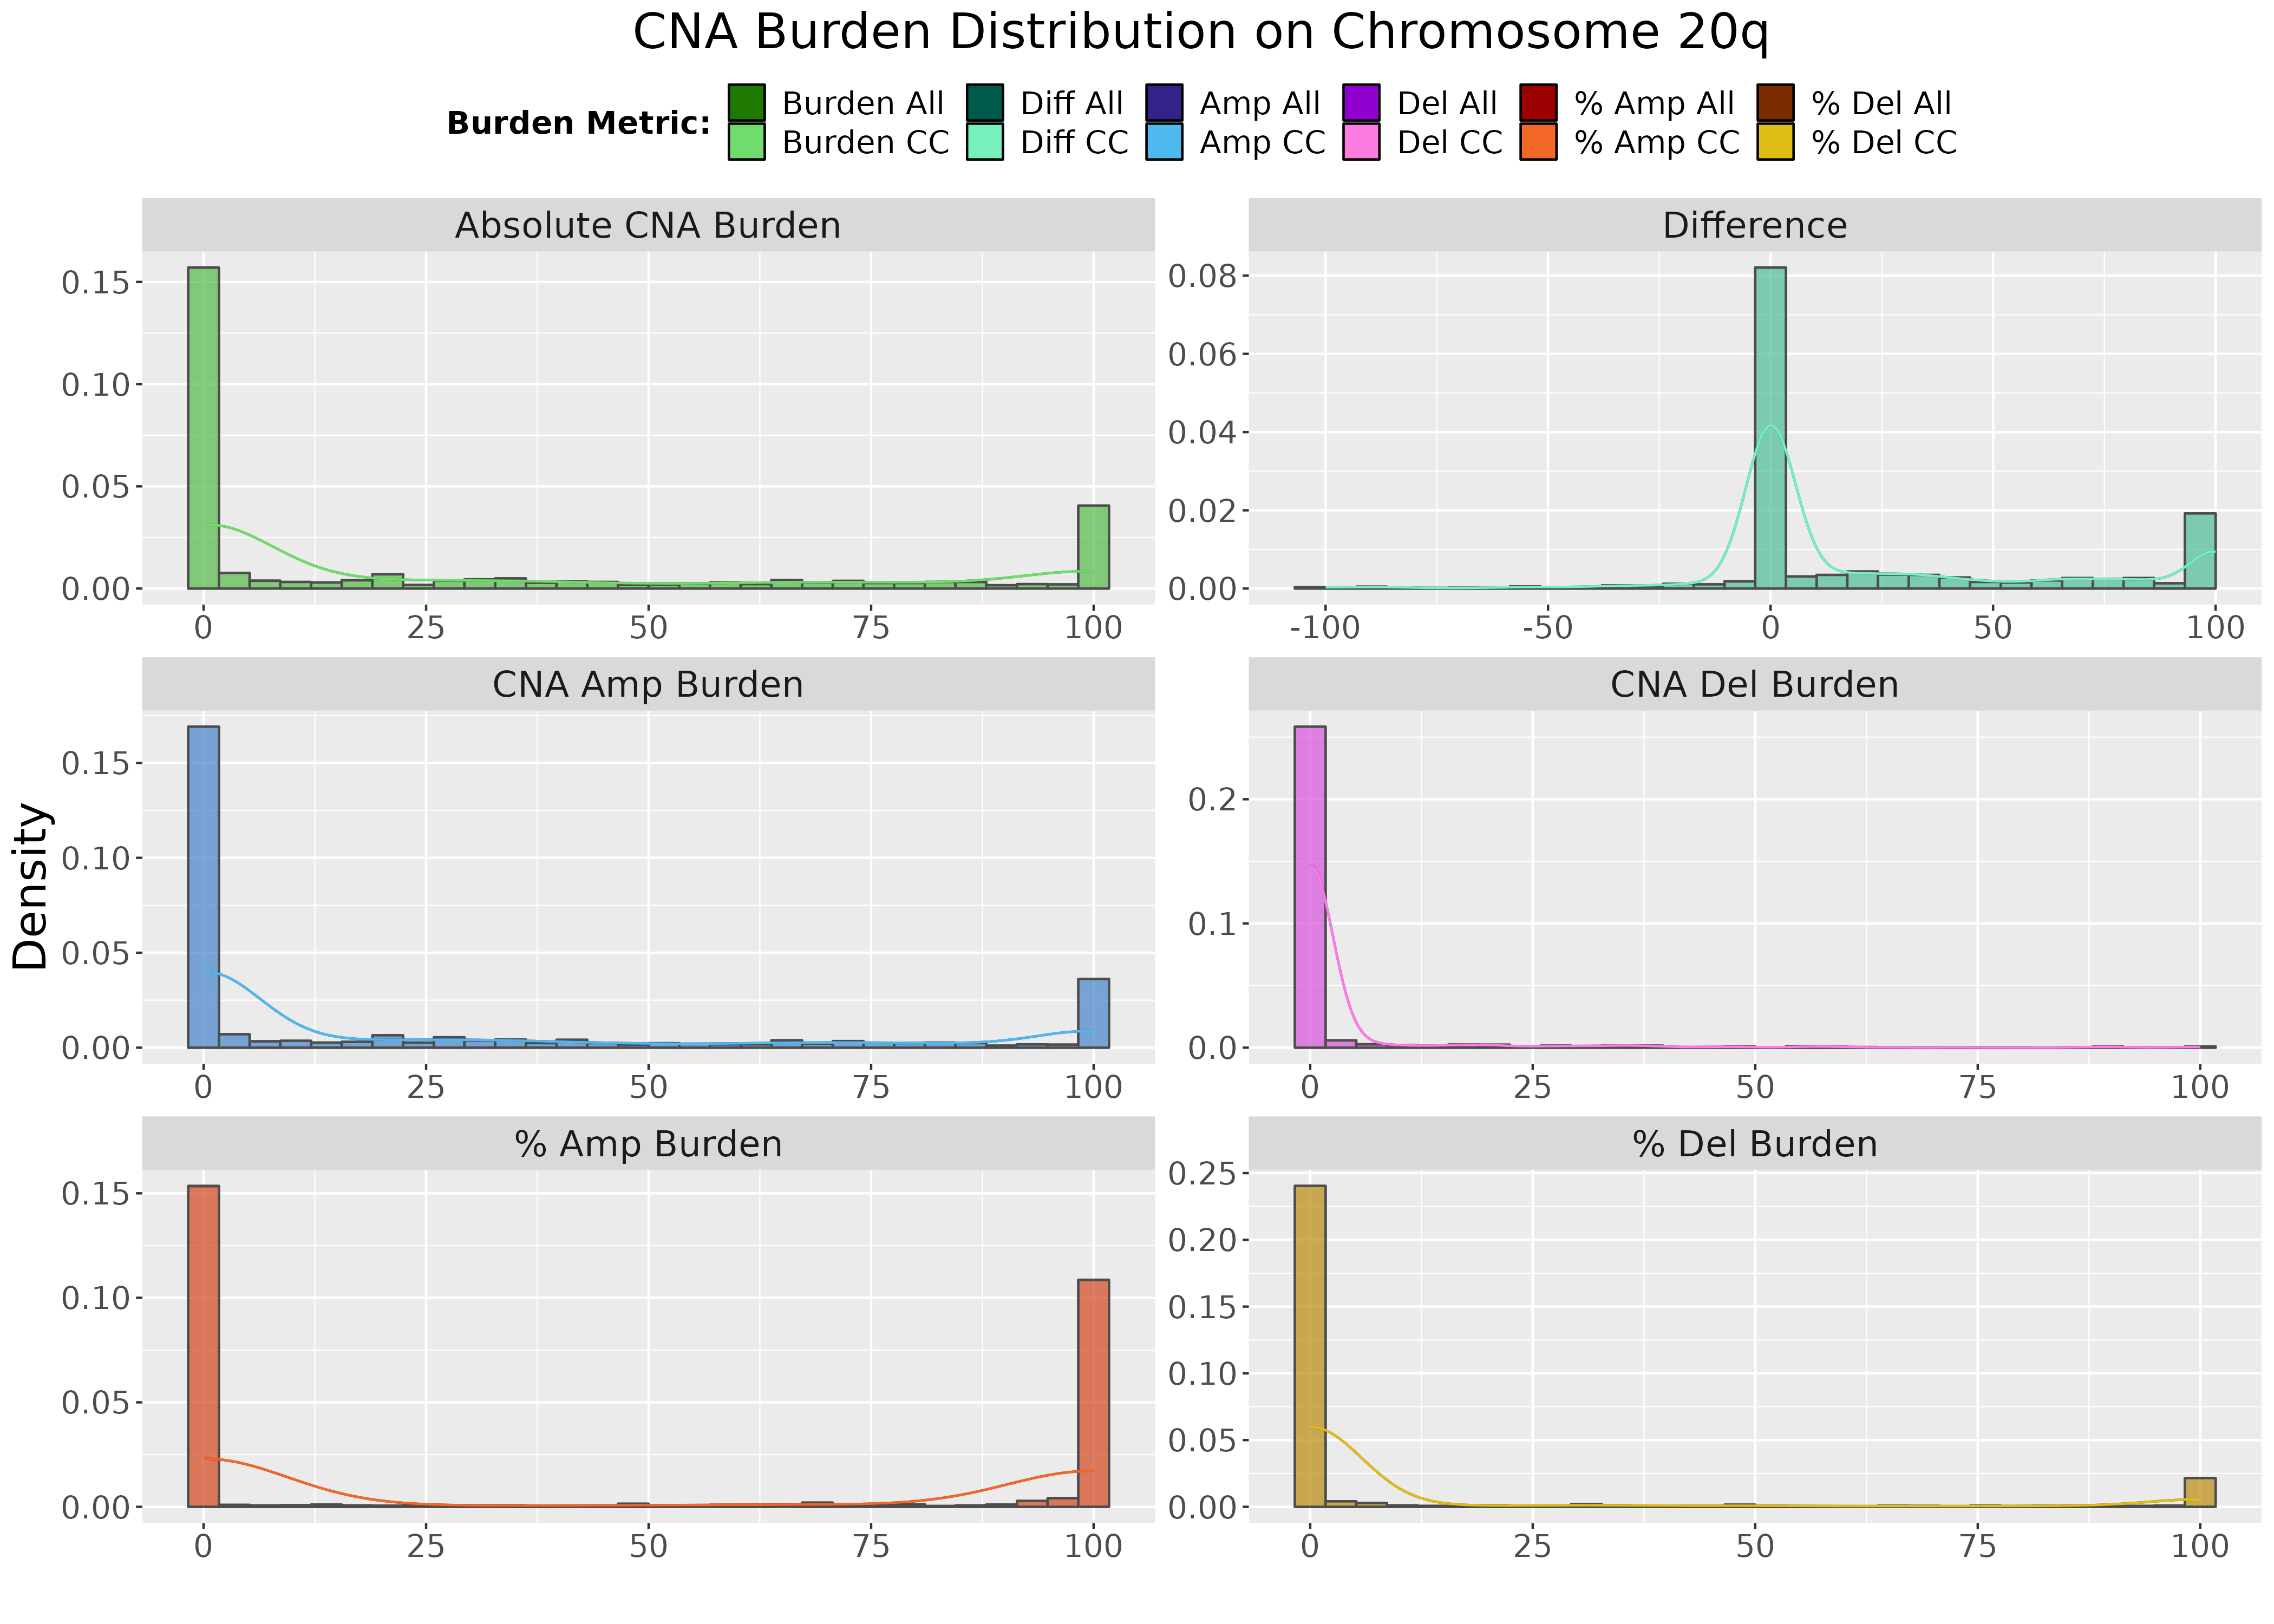 CNA Burden Distribution on Chromosome 20q
Burden Metric:
Burden All Diff All Amp All Del All % Amp All % Del All
Burden CC Diff CC Amp CC Del CC % Amp CC % Del CC
Density
Absolute CNA Burden
0.15
0.10
0.05
0.00
0 25 50 75 100
Difference
0.08
0.06
0.04
0.02
0.00
-100 -50 0 50 100
CNA Amp Burden
0.15
0.10
0.05
0.00
0 25 50 75 100
CNA Del Burden
0.2
0.1
0.0
0 25 50 75 100
% Amp Burden
0.15
0.10
0.05
0.00
0 25 50 75 100
% Del Burden
0.25
0.20
0.15
0.10
0.05
0.00
0 25 50 75 100